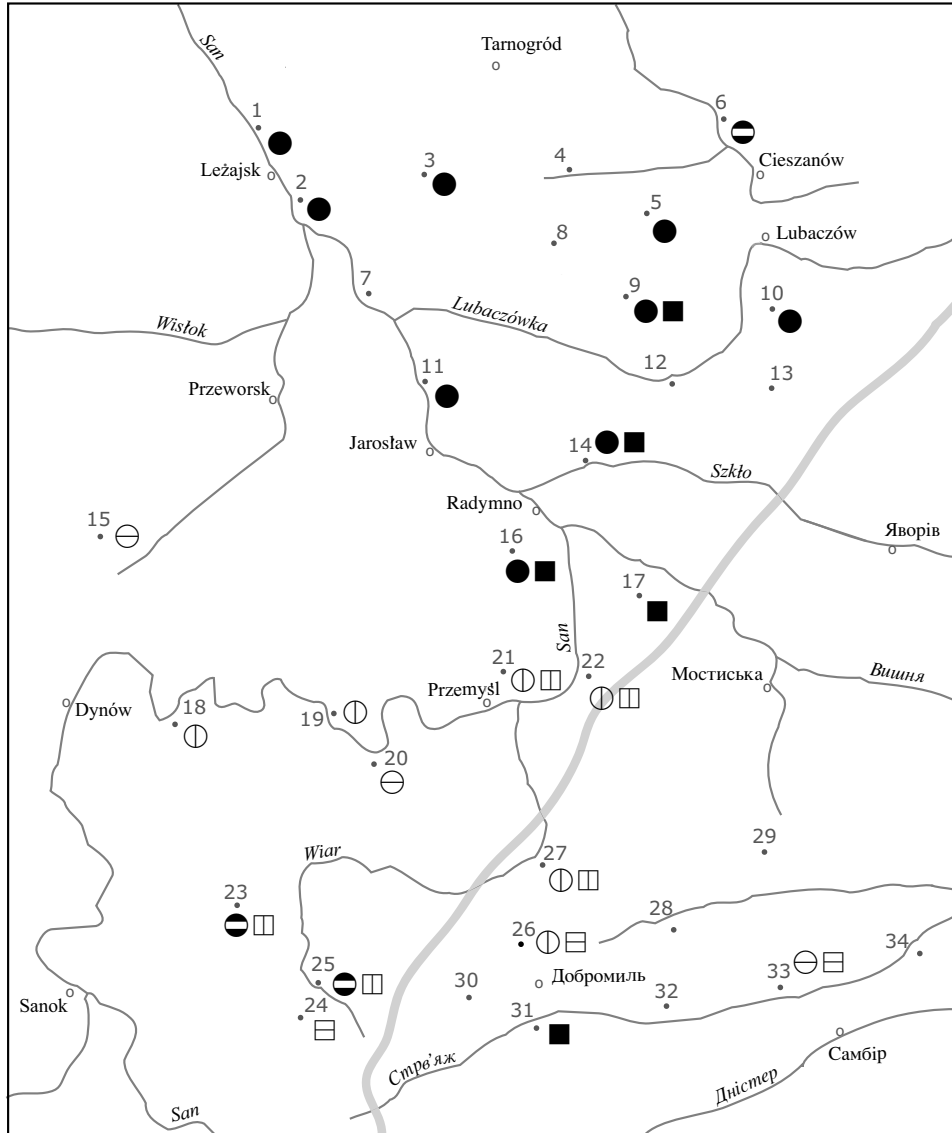 San
Tarnogród
1
6
3
4
Cieszanów
Leżajsk
2
5
8
Lubaczów
7
9
10
Lubaczówka
Wisłok
12
11
13
Przeworsk
Jarosław
14
Szkło
Radymno
15
Яворів
16
17
San
21
22
Przemyśl
Мостиська
Вишня
Dynów
18
19
20
29
Wiar
27
23
28
26
34
25
33
Добромиль
30
32
Sanok
24
31
Самбір
Стрв'яж
Дністер
San